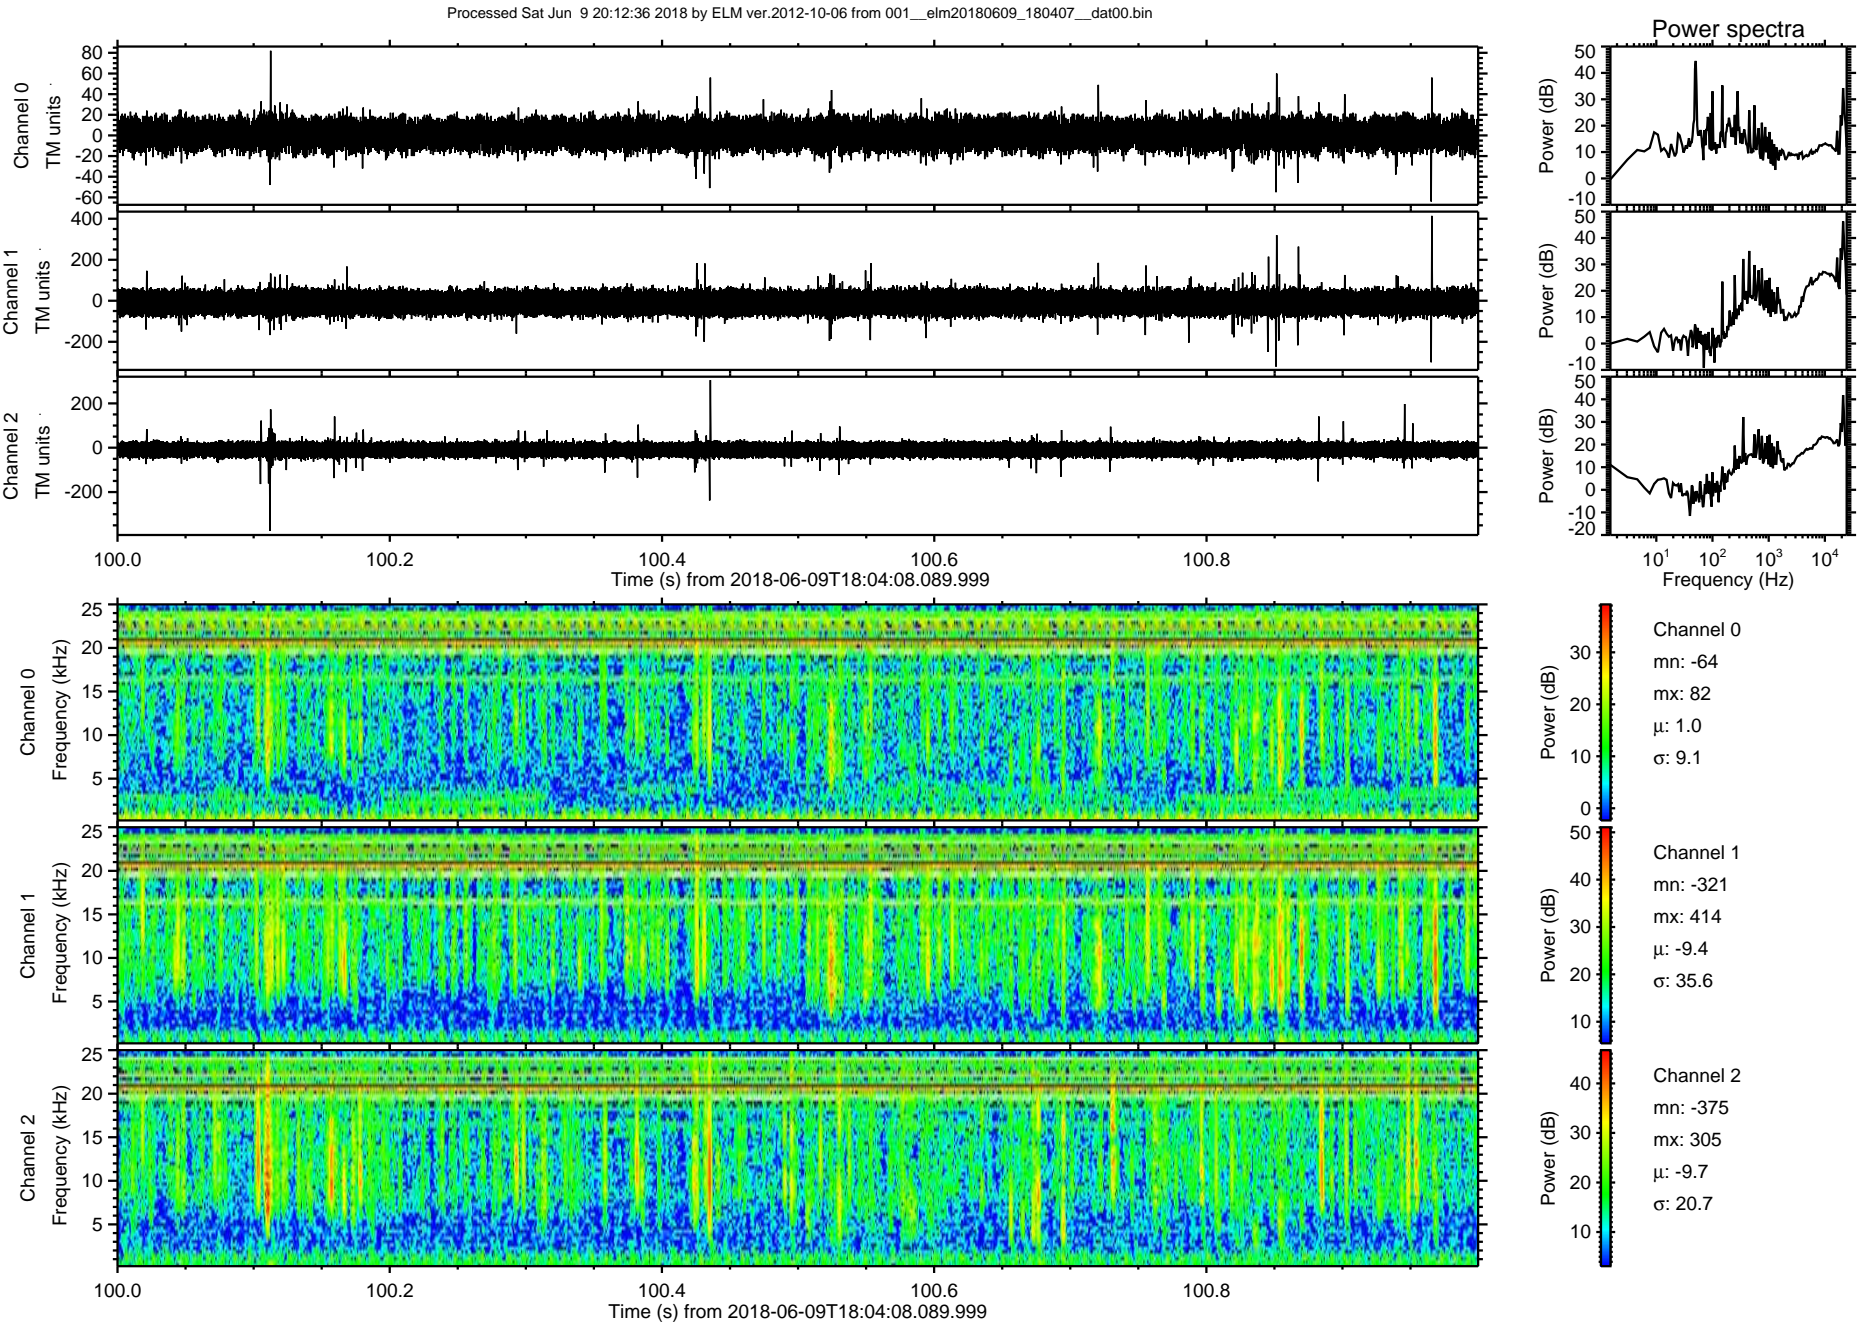 Processed Sat Jun  9 20:12:36 2018 by ELM ver.2012-10-06 from 001__elm20180609_180407__dat00.bin
Power spectra
Channel 0
TM units
80
60
40
20
0
-20
-40
-60
Power (dB)
50
40
30
20
10
0
-10
Channel 1
TM units
400
200
0
-200
Power (dB)
50
40
30
20
10
0
-10
Channel 2
TM units
200
0
-200
Power (dB)
50
40
30
20
10
0
-10
-20
100.0 100.2 100.4 100.6 100.8
Time (s) from 2018-06-09T18:04:08.089.999
10^1 10^2 10^3 10^4
Frequency (Hz)
Channel 0
Frequency (kHz)
25
20
15
10
5
Power (dB)
30
20
10
0
Channel 0
mn: -64
mx: 82
μ: 1.0
σ: 9.1
Channel 1
Frequency (kHz)
25
20
15
10
5
Power (dB)
50
40
30
20
10
Channel 1
mn: -321
mx: 414
μ: -9.4
σ: 35.6
Channel 2
Frequency (kHz)
25
20
15
10
5
Power (dB)
40
30
20
10
Channel 2
mn: -375
mx: 305
μ: -9.7
σ: 20.7
100.0 100.2 100.4 100.6 100.8
Time (s) from 2018-06-09T18:04:08.089.999